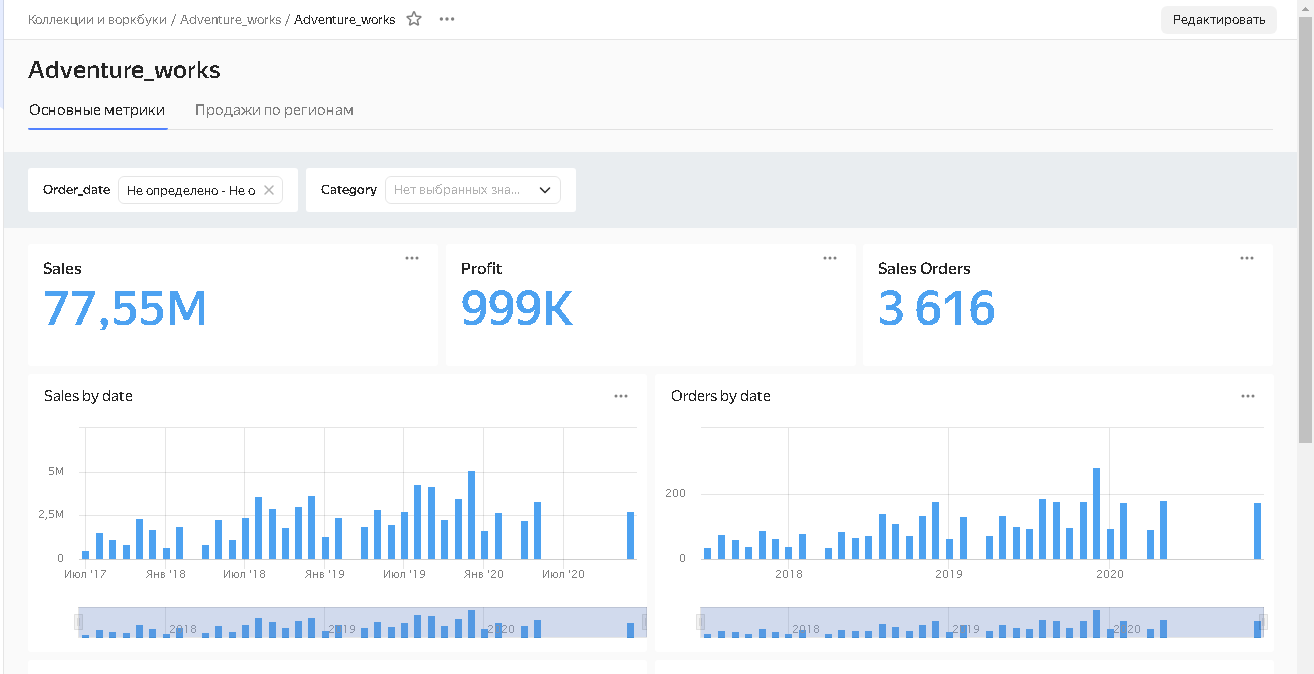 Коллекции и воркбуки / Adventure_works / Adventure_works
Редактировать
Adventure_works
Основные метрики Продажи по регионам
Order_date Не определено - Не о Category Нет выбранных зна...
Sales
77,55M
Profit
999K
Sales Orders
3 616
Sales by date
5M
2,5M
0
Июл '17 Янв '18 Июл '18 Янв '19 Июл '19 Янв '20 Июл '20
2018 2019 2020
Orders by date
200
0
2018 2019 2020
2018 2019 2020